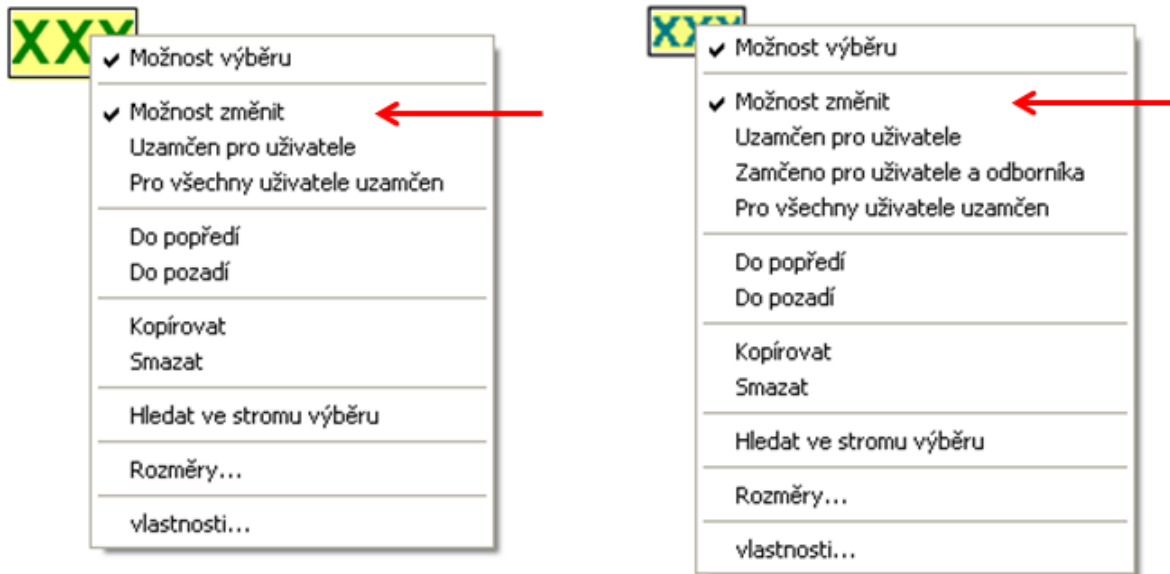 XXX
Možnost výběru
Možnost změnit
Uzamčen pro uživatele
Pro všechny uživatele uzamčen
Do popředí
Do pozadí
Kopírovat
Smazat
Hledat ve stromu výběru
Rozměry...
vlastnosti...
XXX
Možnost výběru
Možnost změnit
Uzamčen pro uživatele
Zamčeno pro uživatele a odborníka
Pro všechny uživatele uzamčen
Do popředí
Do pozadí
Kopírovat
Smazat
Hledat ve stromu výběru
Rozměry...
vlastnosti...